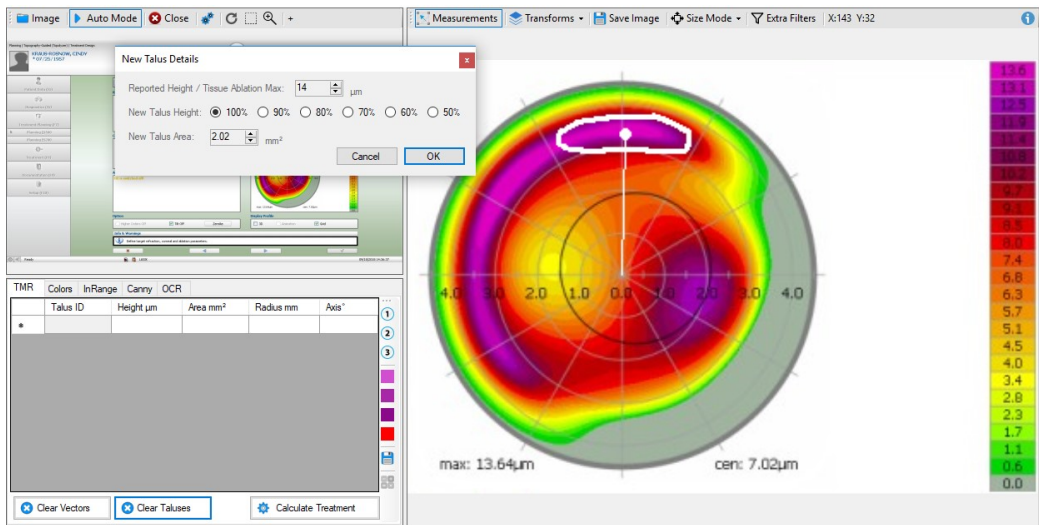 Image Auto Mode Close +
Measurements Transforms Save Image Size Mode Extra Filters X:143 Y:32
KRAUS-ROSNOW, CINDY
* 07/25/1957
New Talus Details
Reported Height / Tissue Ablation Max: 14 μm
New Talus Height: 100% 90% 80% 70% 60% 50%
New Talus Area: 2.02 mm²
Cancel OK
TMR Colors InRange Canny OCR
Talus ID Height μm Area mm² Radius mm Axis°
1
2
3
Clear Vectors Clear Taluses Calculate Treatment
4.0 3.0 2.0 1.0 0.0 1.0 2.0 3.0 4.0
max: 13.64μm cen: 7.02μm
13.6
13.1
12.5
11.9
11.4
10.8
10.2
9.7
9.1
8.5
8.0
7.4
6.8
6.3
5.7
5.1
4.5
4.0
3.4
2.8
2.3
1.7
1.1
0.6
0.0